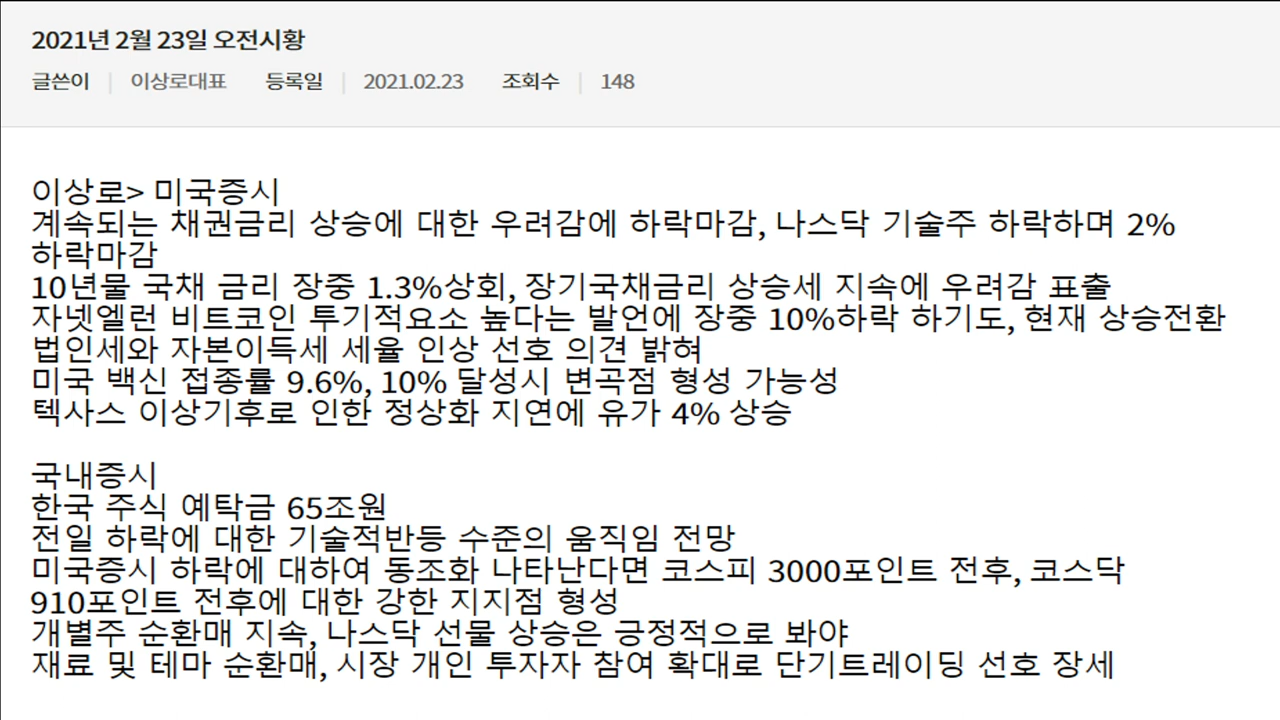 2021년 2월 23일 오전시황
글쓴이 | 이상로대표 등록일 | 2021.02.23 조회수 | 148
이상로> 미국증시
계속되는 채권금리 상승에 대한 우려감에 하락마감, 나스닥 기술주 하락하며 2%
하락마감
10년물 국채 금리 장중 1.3%상회, 장기국채금리 상승세 지속에 우려감 표출
자넷엘런 비트코인 투기적요소 높다는 발언에 장중 10%하락 하기도, 현재 상승전환
법인세와 자본이득세 세율 인상 선호 의견 밝혀
미국 백신 접종률 9.6%, 10% 달성시 변곡점 형성 가능성
텍사스 이상기후로 인한 정상화 지연에 유가 4% 상승
국내증시
한국 주식 예탁금 65조원
전일 하락에 대한 기술적반등 수준의 움직임 전망
미국증시 하락에 대하여 동조화 나타난다면 코스피 3000포인트 전후, 코스닥
910포인트 전후에 대한 강한 지지점 형성
개별주 순환매 지속, 나스닥 선물 상승은 긍정적으로 봐야
재료 및 테마 순환매, 시장 개인 투자자 참여 확대로 단기트레이딩 선호 장세